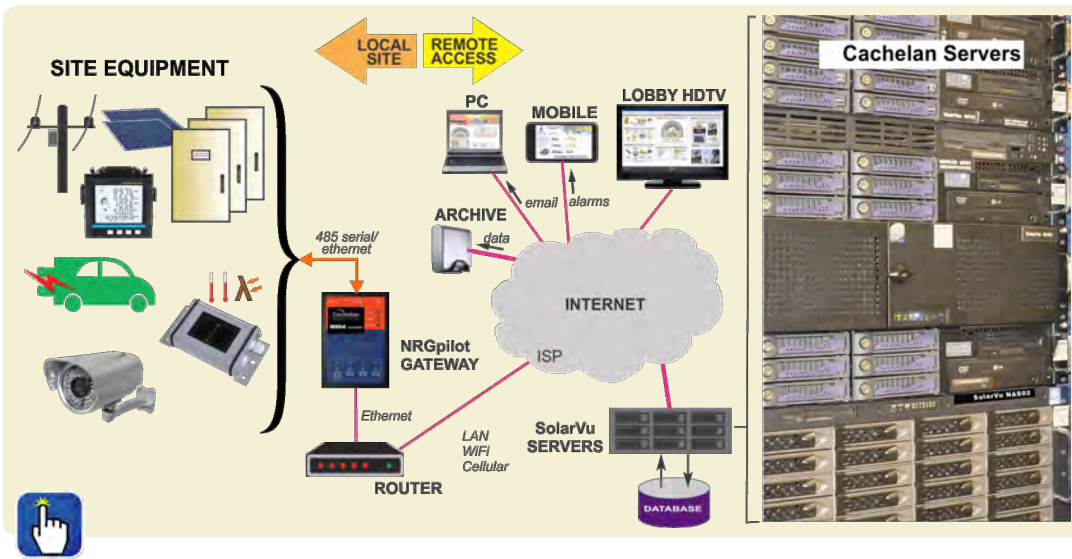 LOCAL
SITE
REMOTE
ACCESS
SITE EQUIPMENT
PC
MOBILE
LOBBY HDTV
Cachelan Servers
email
alarms
ARCHIVE
data
485 serial/
ethernet
INTERNET
NRGpilot
GATEWAY
ISP
Ethernet
LAN
WiFi
Cellular
ROUTER
SolarVu
SERVERS
DATABASE
SolarVu NAS02